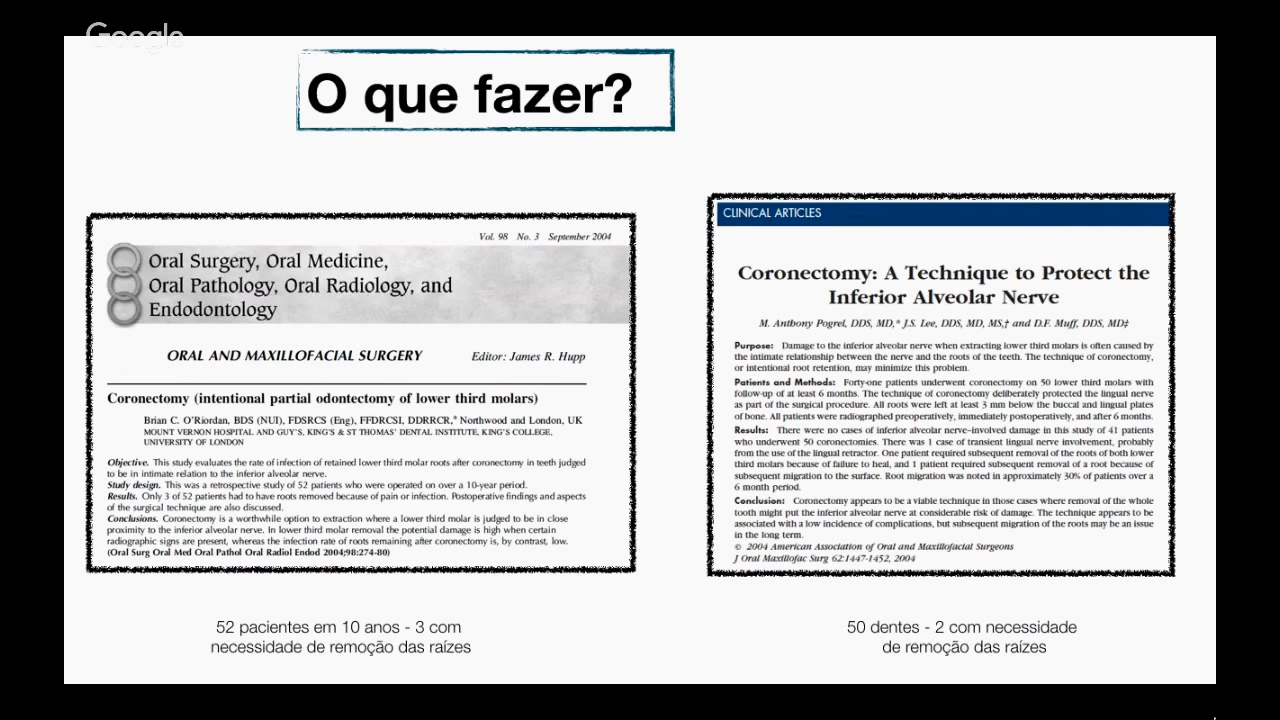 Google
O que fazer?
Vol. 98 No. 3 September 2004
Oral Surgery, Oral Medicine,
Oral Pathology, Oral Radiology, and
Endodontology
ORAL AND MAXILLOFACIAL SURGERY Editor: James R. Hupp
Coronectomy (intentional partial odontectomy of lower third molars)
Brian C. O'Riordan, BDS (NUI), FDSRCS (Eng), FFDRCSI, DDRRCR,* Northwood and London, UK
MOUNT VERNON HOSPITAL AND GUY'S, KING'S & ST THOMAS' DENTAL INSTITUTE, KING'S COLLEGE,
UNIVERSITY OF LONDON
Objective. This study evaluates the rate of infection of retained lower third molar roots after coronectomy in teeth judged
to be in intimate relation to the inferior alveolar nerve.
Study design. This was a retrospective study of 52 patients who were operated on over a 10-year period.
Results. Only 3 of 52 patients had to have roots removed because of pain or infection. Postoperative findings and aspects
of the surgical technique are also discussed.
Conclusions. Coronectomy is a worthwhile option to extraction where a lower third molar is judged to be in close
proximity to the inferior alveolar nerve. In lower third molar removal the potential damage is high when certain
radiographic signs are present, whereas the infection rate of roots remaining after coronectomy is, by contrast, low.
(Oral Surg Oral Med Oral Pathol Oral Radiol Endod 2004;98:274-80)
52 pacientes em 10 anos - 3 com
necessidade de remoção das raízes
CLINICAL ARTICLES
Coronectomy: A Technique to Protect the
Inferior Alveolar Nerve
M. Anthony Pogrel, DDS, MD,* J.S. Lee, DDS, MD, MS,† and D.F. Muff, DDS, MD‡
Purpose: Damage to the inferior alveolar nerve when extracting lower third molars is often caused by
the intimate relationship between the nerve and the roots of the teeth. The technique of coronectomy,
or intentional root retention, may minimize this problem.
Patients and Methods: Forty-one patients underwent coronectomy on 50 lower third molars with
follow-up of at least 6 months. The technique of coronectomy deliberately protected the lingual nerve
as part of the surgical procedure. All roots were left at least 3 mm below the buccal and lingual plates
of bone. All patients were radiographed preoperatively, immediately postoperatively, and after 6 months.
Results: There were no cases of inferior alveolar nerve–involved damage in this study of 41 patients
who underwent 50 coronectomies. There was 1 case of transient lingual nerve involvement, probably
from the use of the lingual retractor. One patient required subsequent removal of the roots of both lower
third molars because of failure to heal, and 1 patient required subsequent removal of a root because of
subsequent migration to the surface. Root migration was noted in approximately 30% of patients over a
6 month period.
Conclusion: Coronectomy appears to be a viable technique in those cases where removal of the whole
tooth might put the inferior alveolar nerve at considerable risk of damage. The technique appears to be
associated with a low incidence of complications, but subsequent migration of the roots may be an issue
in the long term.
© 2004 American Association of Oral and Maxillofacial Surgeons
J Oral Maxillofac Surg 62:1447-1452, 2004
50 dentes - 2 com necessidade
de remoção das raízes